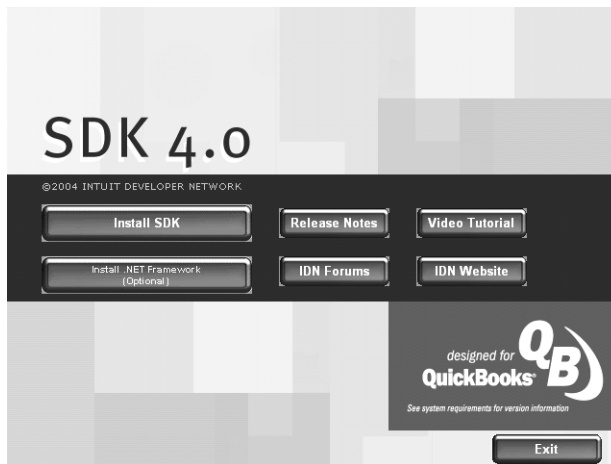 SDK 4.0
©2004 INTUIT DEVELOPER NETWORK
Install SDK
Release Notes
Video Tutorial
Install .NET Framework
(Optional)
IDN Forums
IDN Website
designed for
QuickBooks®
QB
See system requirements for version information
Exit